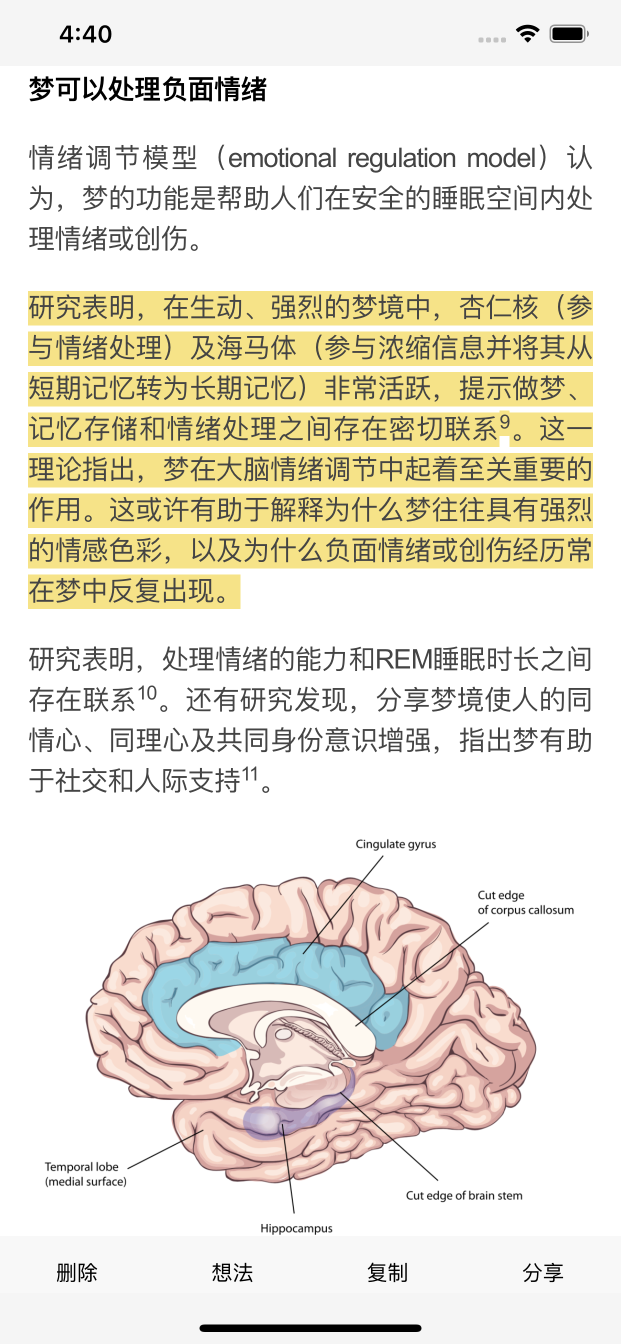 4:40
梦可以处理负面情绪
情绪调节模型（emotional regulation model）认
为，梦的功能是帮助人们在安全的睡眠空间内处
理情绪或创伤。
研究表明，在生动、强烈的梦境中，杏仁核（参
与情绪处理）及海马体（参与浓缩信息并将其从
短期记忆转为长期记忆）非常活跃，提示做梦、
记忆存储和情绪处理之间存在密切联系9。这一
理论指出，梦在大脑情绪调节中起着至关重要的
作用。这或许有助于解释为什么梦往往具有强烈
的情感色彩，以及为什么负面情绪或创伤经历常
在梦中反复出现。
研究表明，处理情绪的能力和REM睡眠时长之间
存在联系10。还有研究发现，分享梦境使人的同
情心、同理心及共同身份意识增强，指出梦有助
于社交和人际支持11。
Cingulate gyrus
Cut edge
of corpus callosum
Temporal lobe
(medial surface)
Cut edge of brain stem
Hippocampus
删除 想法 复制 分享